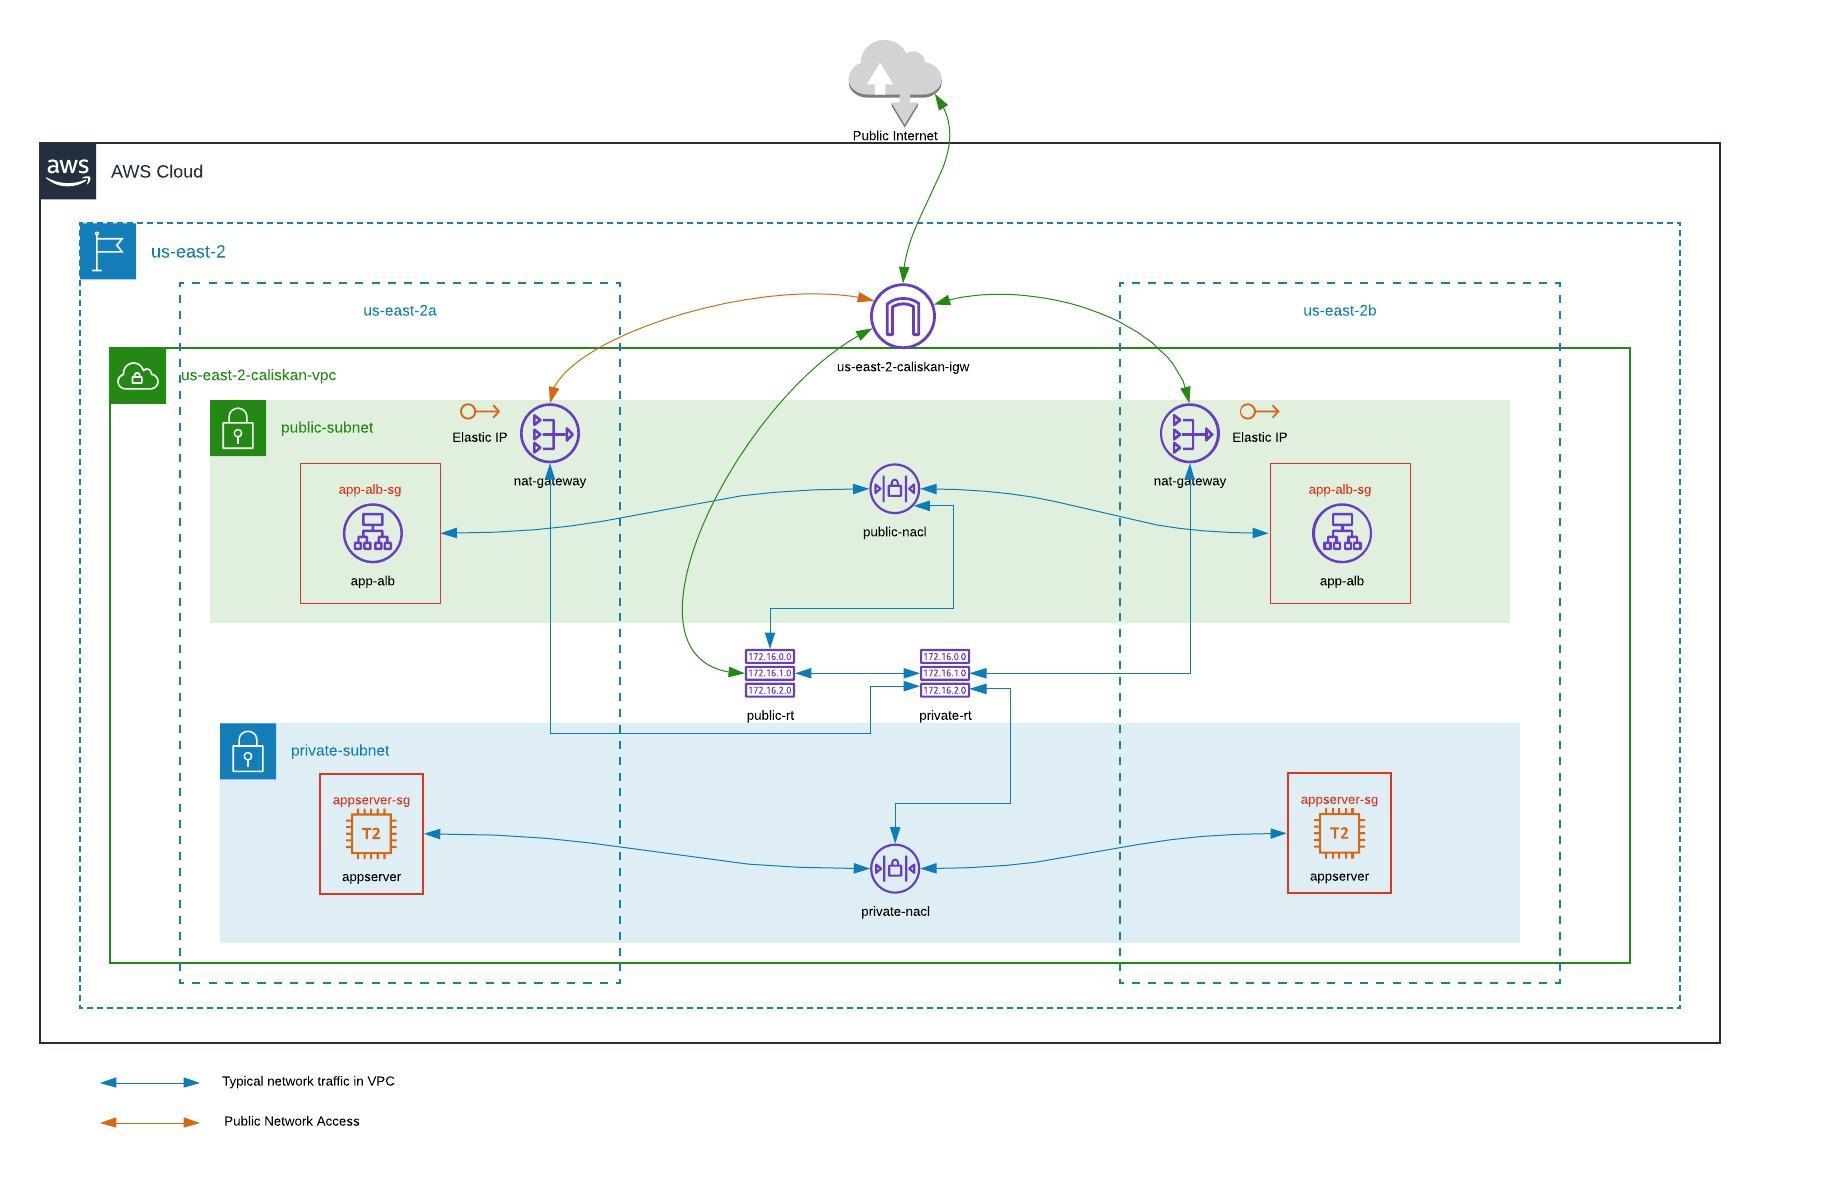 Public Internet
aws
AWS Cloud
us-east-2
us-east-2a
us-east-2b
us-east-2-caliskan-igw
us-east-2-caliskan-vpc
public-subnet
Elastic IP
nat-gateway
nat-gateway
Elastic IP
app-alb-sg
app-alb
public-nacl
app-alb-sg
app-alb
172.16.0.0
172.16.1.0
172.16.2.0
public-rt
172.16.0.0
172.16.1.0
172.16.2.0
private-rt
private-subnet
appserver-sg
T2
appserver
private-nacl
appserver-sg
T2
appserver
Typical network traffic in VPC
Public Network Access